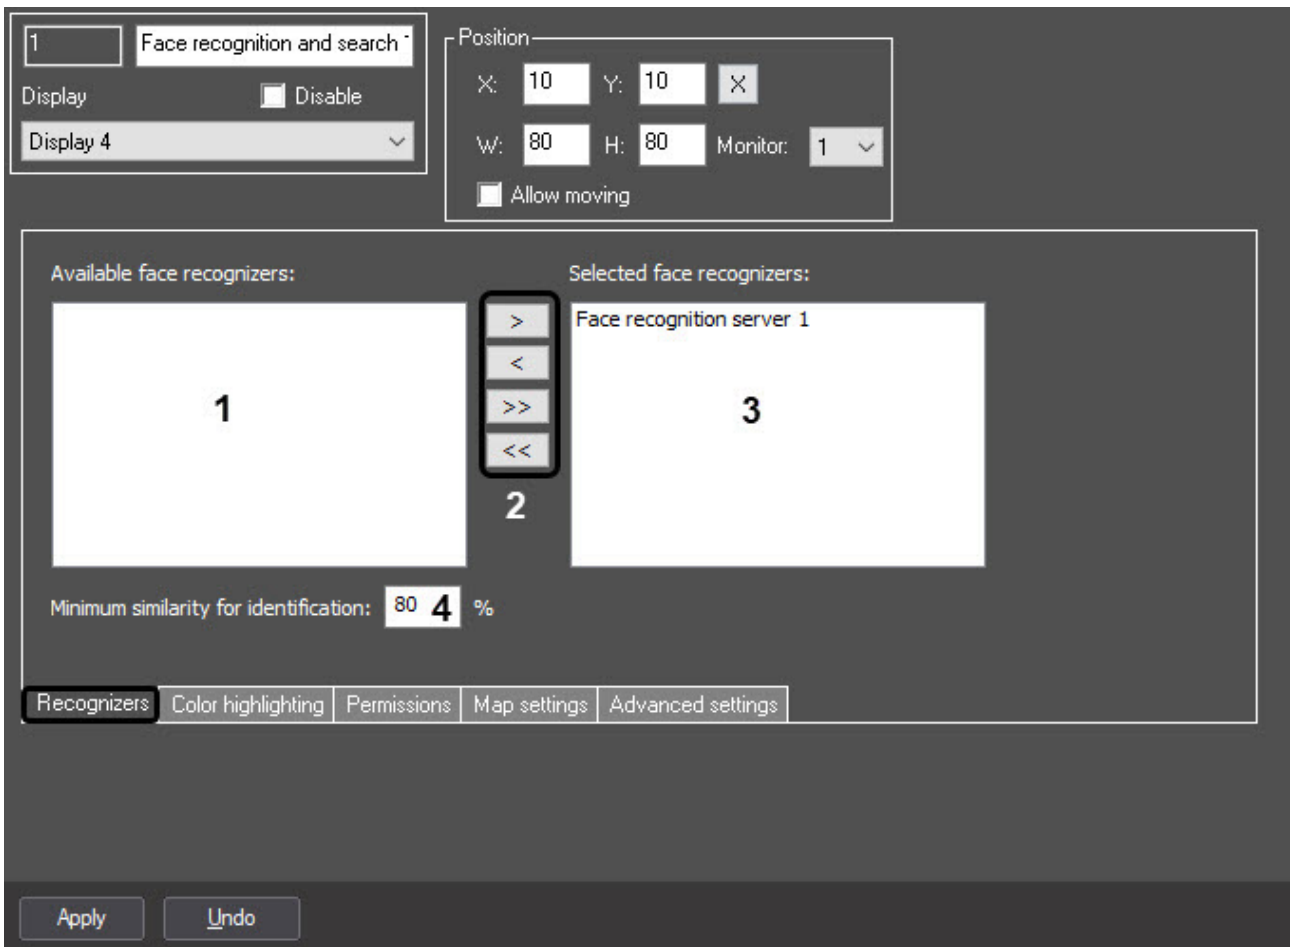 1
Face recognition and search
Display
Disable
Display 4
Position
X: 10 Y: 10 X
W: 80 H: 80 Monitor: 1
Allow moving
Available face recognizers:
Selected face recognizers:
>
<
>>
<<
Face recognition server 1
1
2
3
Minimum similarity for identification: 80 4 %
Recognizers Color highlighting Permissions Map settings Advanced settings
Apply Undo